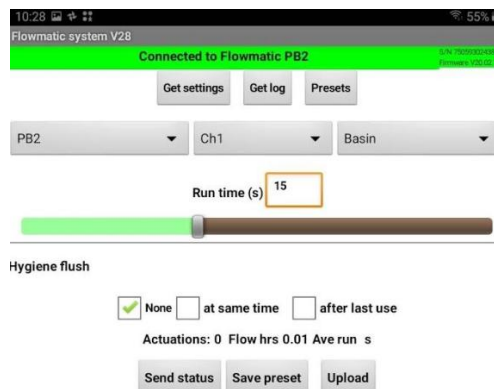 10:28 55%
Flowmatic system V28
Connected to Flowmatic PB2
Get settings Get log Presets
PB2 Ch1 Basin
Run time (s) 15
Hygiene flush
None at same time after last use
Actuations: 0 Flow hrs 0.01 Ave run s
Send status Save preset Upload